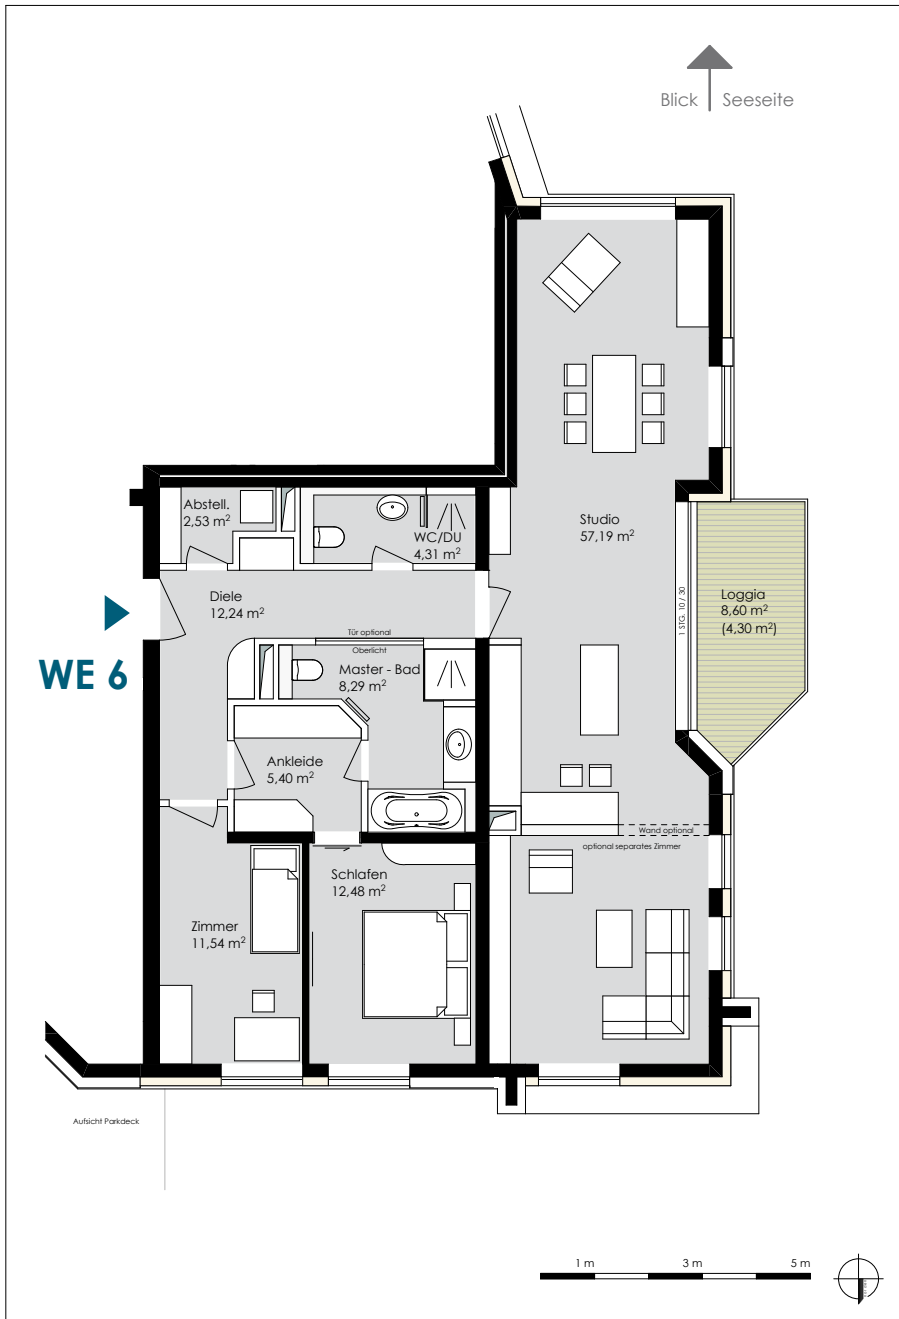 Blick Seeseite
Abstell.
2,53 m²
WC/DU
4,31 m²
Studio
57,19 m²
Diele
12,24 m²
Loggia
8,60 m²
(4,30 m²)
1 STG. 10 / 30
Tür optional
Oberlicht
Master - Bad
8,29 m²
WE 6
Ankleide
5,40 m²
Wand optional
optional separates Zimmer
Schlafen
12,48 m²
Zimmer
11,54 m²
Aufsicht Parkdeck
1 m 3 m 5 m